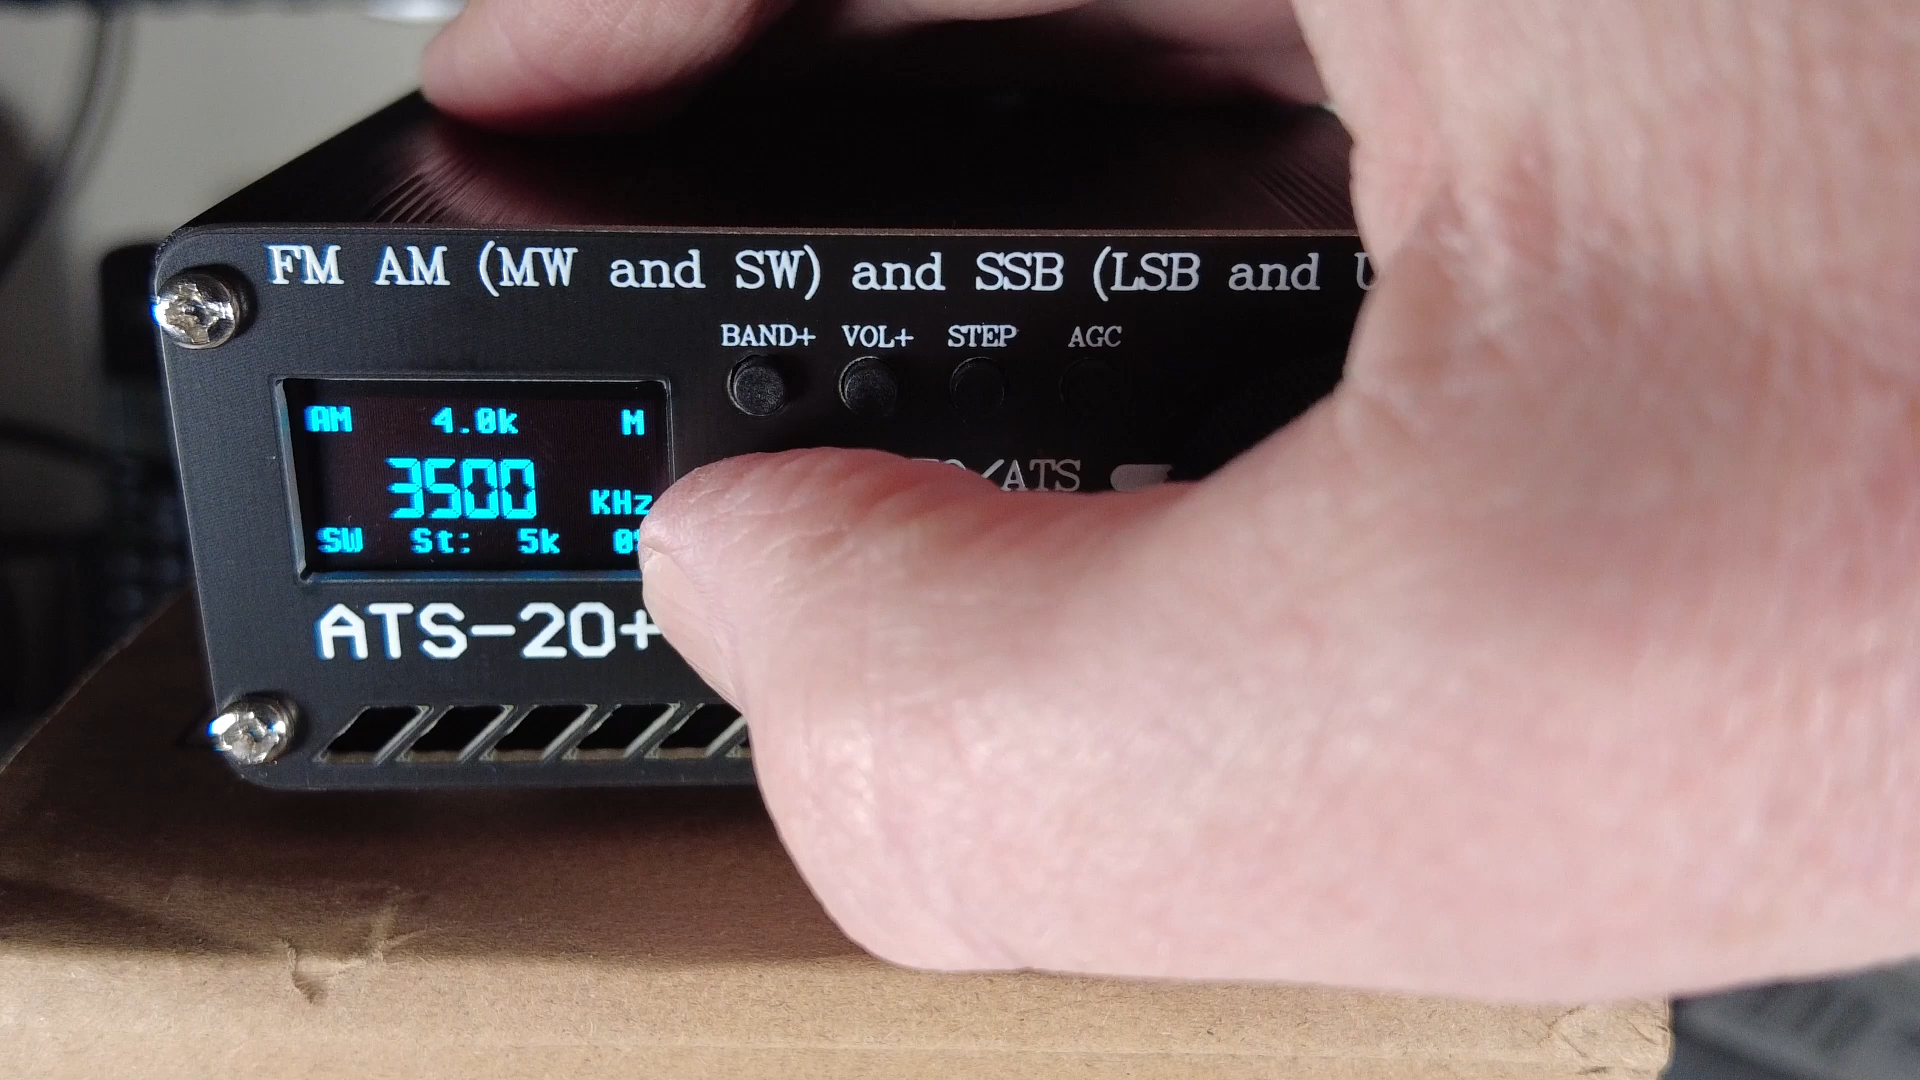 FM AM (MW and SW) and SSB (LSB and
BAND+ VOL+ STEP AGC
AM 4.0k M
3500 KHz
SW St: 5k
/ATS
ATS-20+